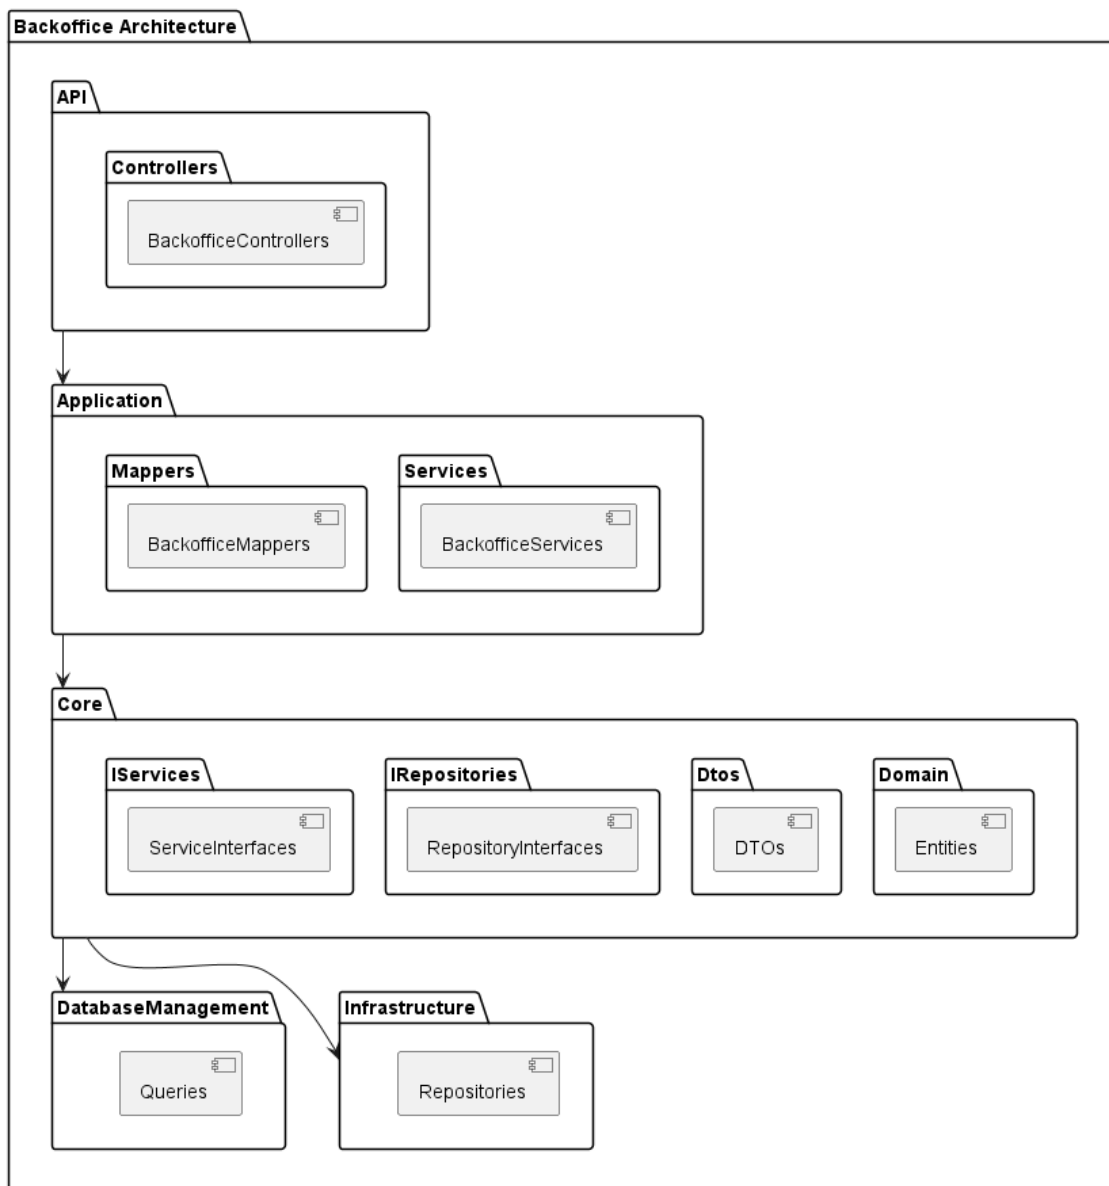 Backoffice Architecture
API
Controllers
BackofficeControllers
Application
Mappers
Services
BackofficeMappers
BackofficeServices
Core
IServices
IRepositories
Dtos
Domain
ServiceInterfaces
RepositoryInterfaces
DTOs
Entities
DatabaseManagement
Infrastructure
Queries
Repositories